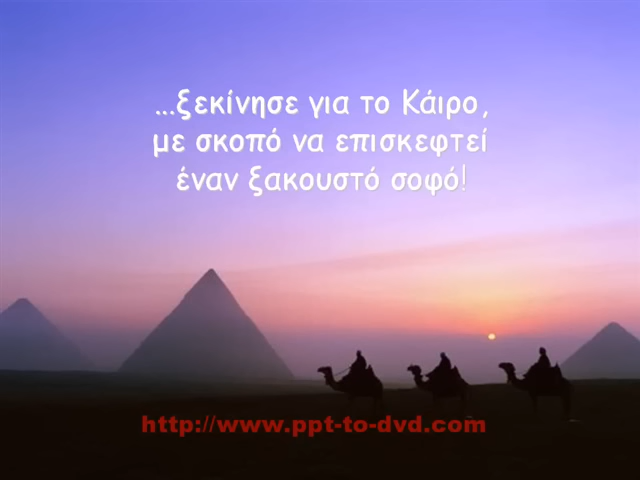 ...ξεκίνησε για το Κάιρο,
με σκοπό να επισκεφτεί
έναν ξακουστό σοφό!
http://www.ppt-to-dvd.com